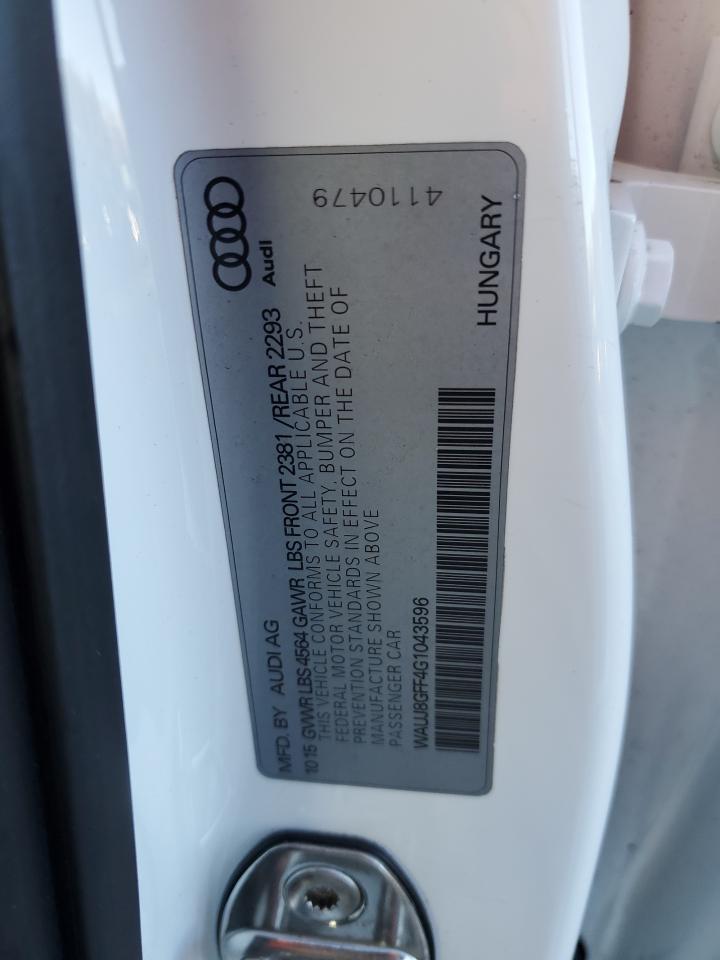 MFD. BY AUDI AG
Audi
1015 GVWR LBS 4564 GAWR LBS FRONT 2381 /REAR 2293
THIS VEHICLE CONFORMS TO ALL APPLICABLE U.S.
FEDERAL MOTOR VEHICLE SAFETY, BUMPER AND THEFT
PREVENTION STANDARDS IN EFFECT ON THE DATE OF
MANUFACTURE SHOWN ABOVE
PASSENGER CAR
WAUJ8GFF4G1043596
4110479
HUNGARY